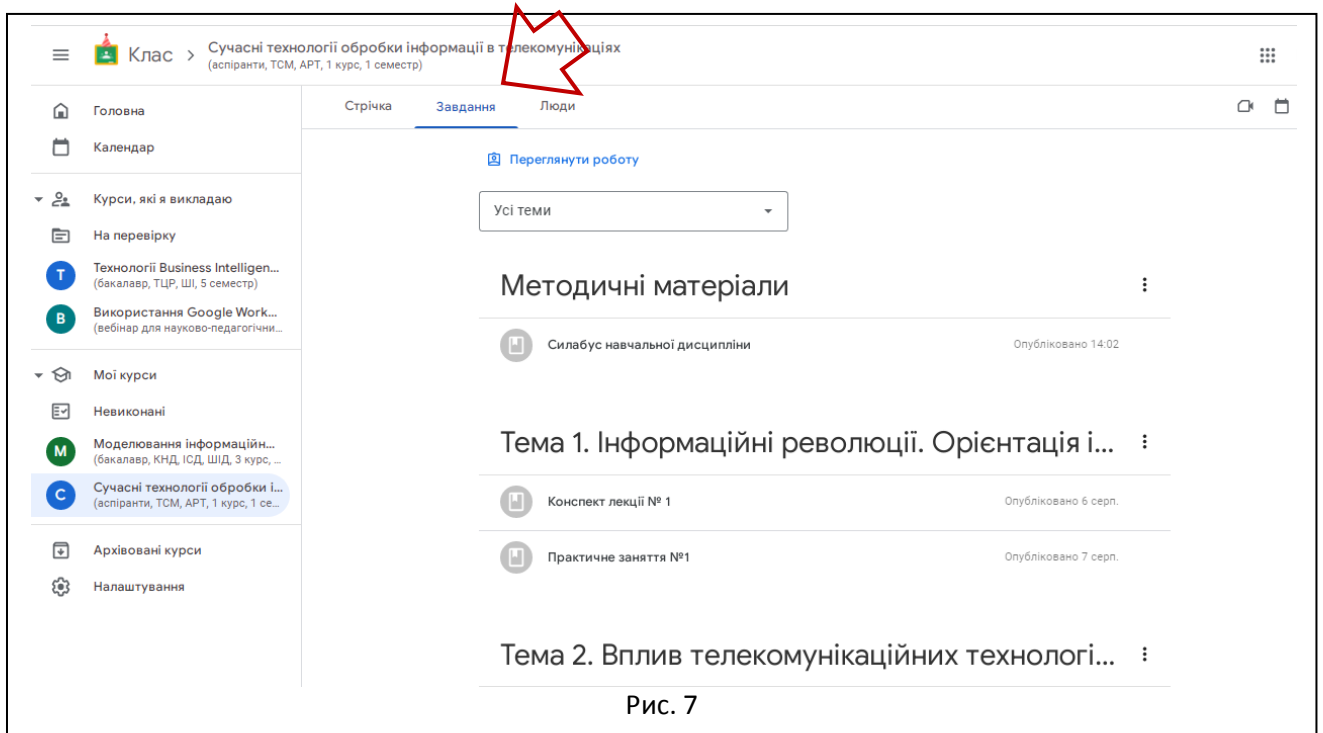 Клас > Сучасні технології обробки інформації в телекомунікаціях
(аспіранти, ТСМ, АРТ, 1 курс, 1 семестр)
Головна
Календар
Курси, які я викладаю
На перевірку
Т
Технології Business Intelligen...
(бакалавр, ТЦР, ШІ, 5 семестр)
В
Використання Google Work...
(вебінар для науково-педагогічни...
Мої курси
Невиконані
М
Моделювання інформаційн...
(бакалавр, КНД, ІСД, ШІД, 3 курс, ...
С
Сучасні технології обробки і...
(аспіранти, ТСМ, АРТ, 1 курс, 1 се...
Архівовані курси
Налаштування
Стрічка Завдання Люди
Переглянути роботу
Усі теми
Методичні матеріали
Силабус навчальної дисципліни Опубліковано 14:02
Тема 1. Інформаційні революції. Орієнтація і...
Конспект лекції № 1 Опубліковано 6 серп.
Практичне заняття №1 Опубліковано 7 серп.
Тема 2. Вплив телекомунікаційних технологі...
Рис. 7